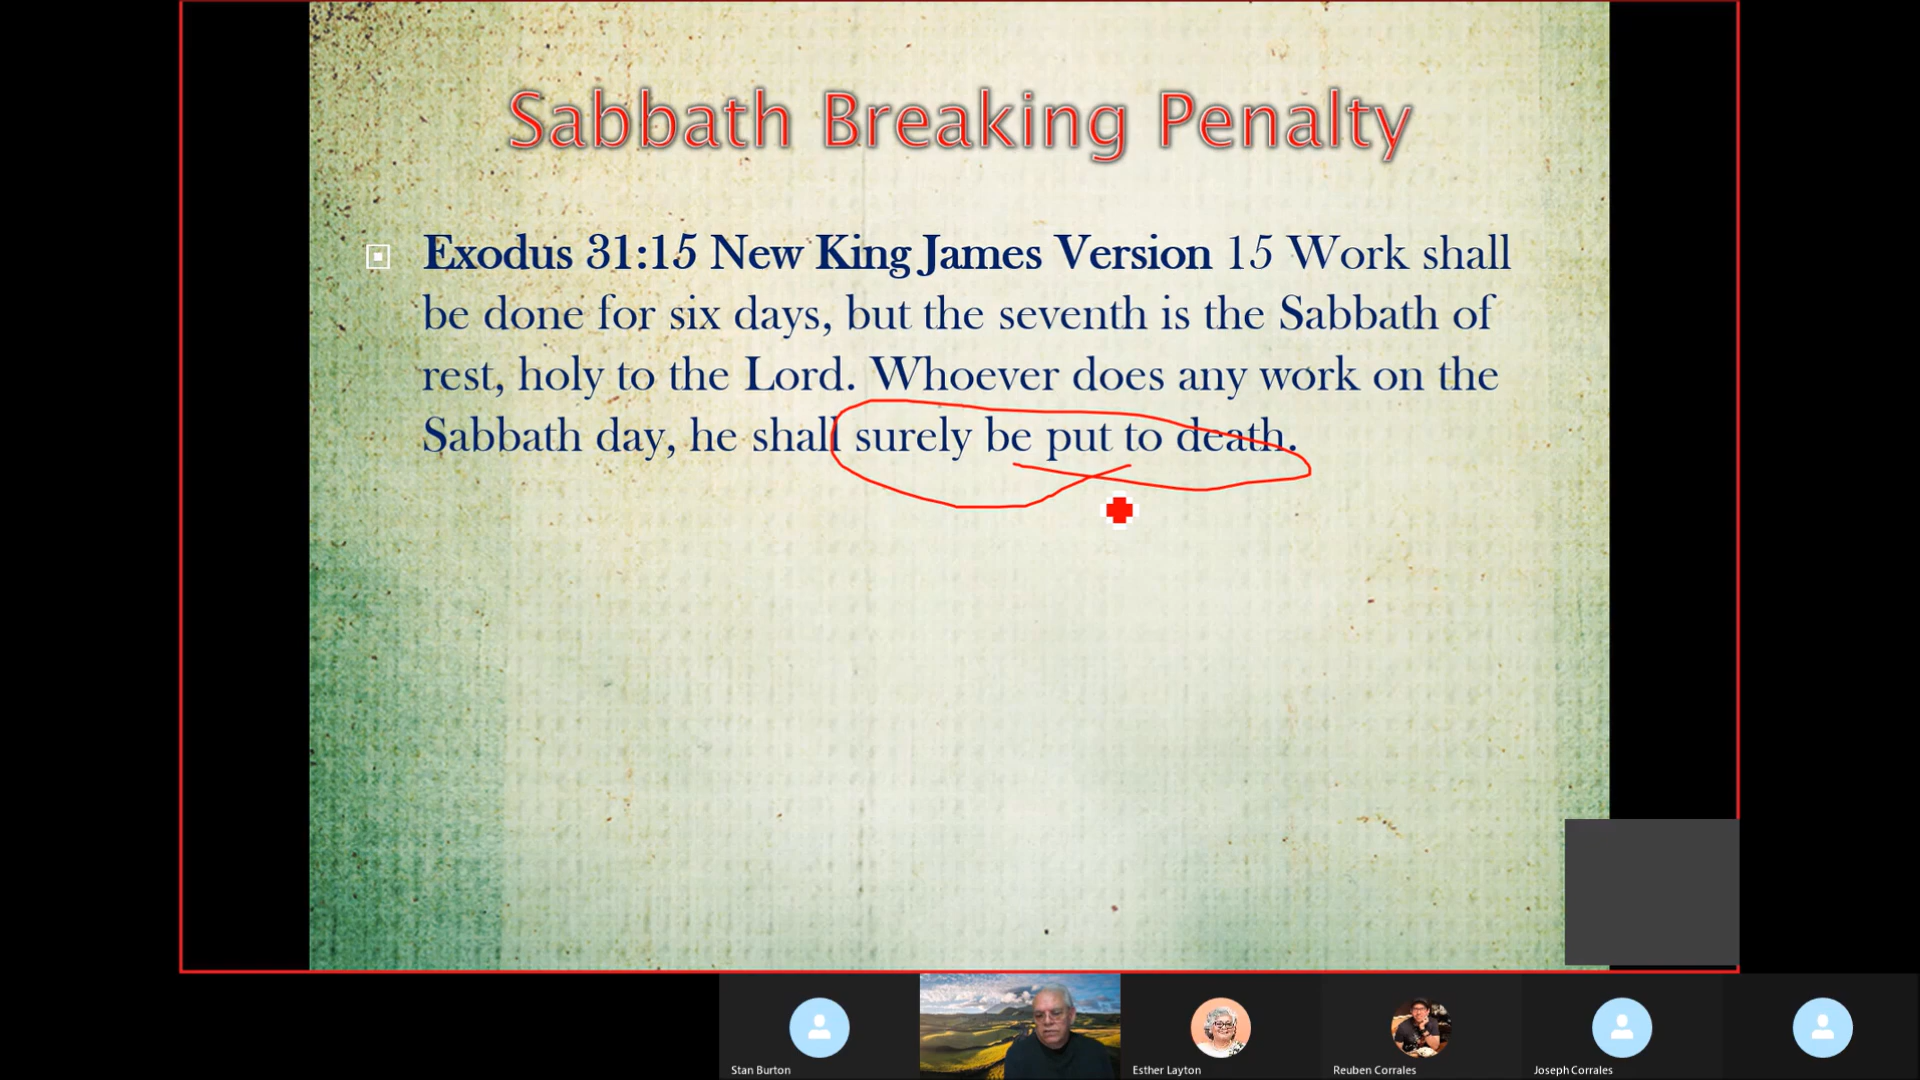 Sabbath Breaking Penalty
Exodus 31:15 New King James Version 15 Work shall
be done for six days, but the seventh is the Sabbath of
rest, holy to the Lord. Whoever does any work on the
Sabbath day, he shall surely be put to death.
Stan Burton
Esther Layton
Reuben Corrales
Joseph Corrales